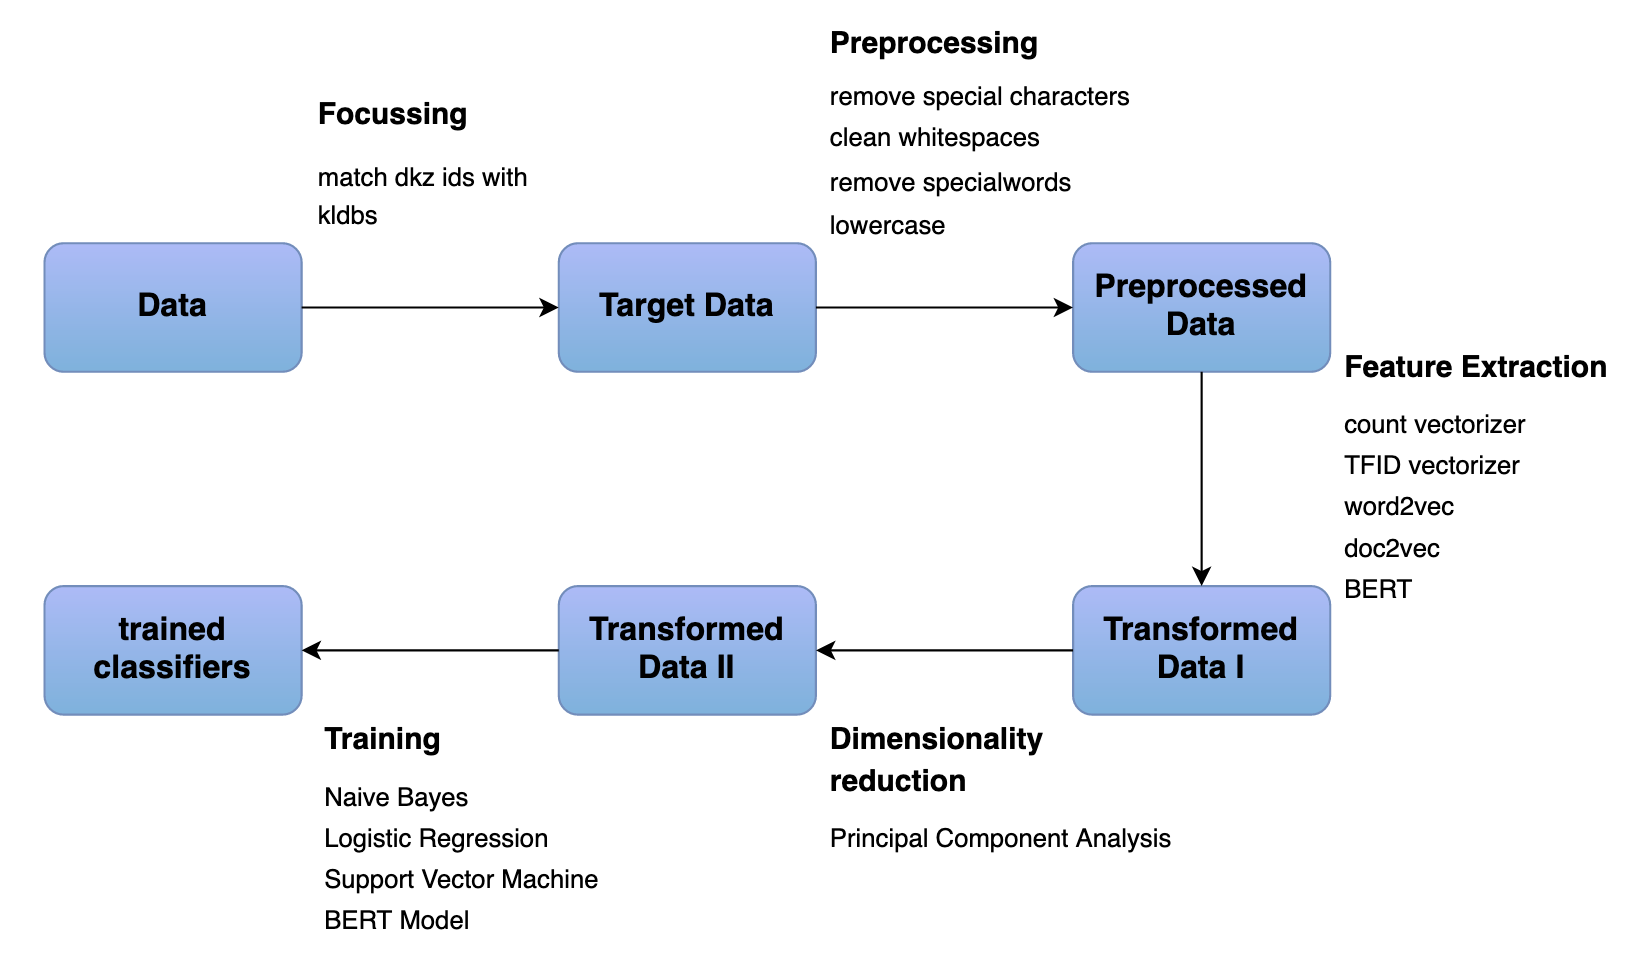 Preprocessing
remove special characters
clean whitespaces
remove specialwords
lowercase
Focussing
match dkz ids with
kldbs
Data
Target Data
Preprocessed
Data
Feature Extraction
count vectorizer
TFID vectorizer
word2vec
doc2vec
BERT
trained
classifiers
Transformed
Data II
Transformed
Data I
Training
Naive Bayes
Logistic Regression
Support Vector Machine
BERT Model
Dimensionality
reduction
Principal Component Analysis